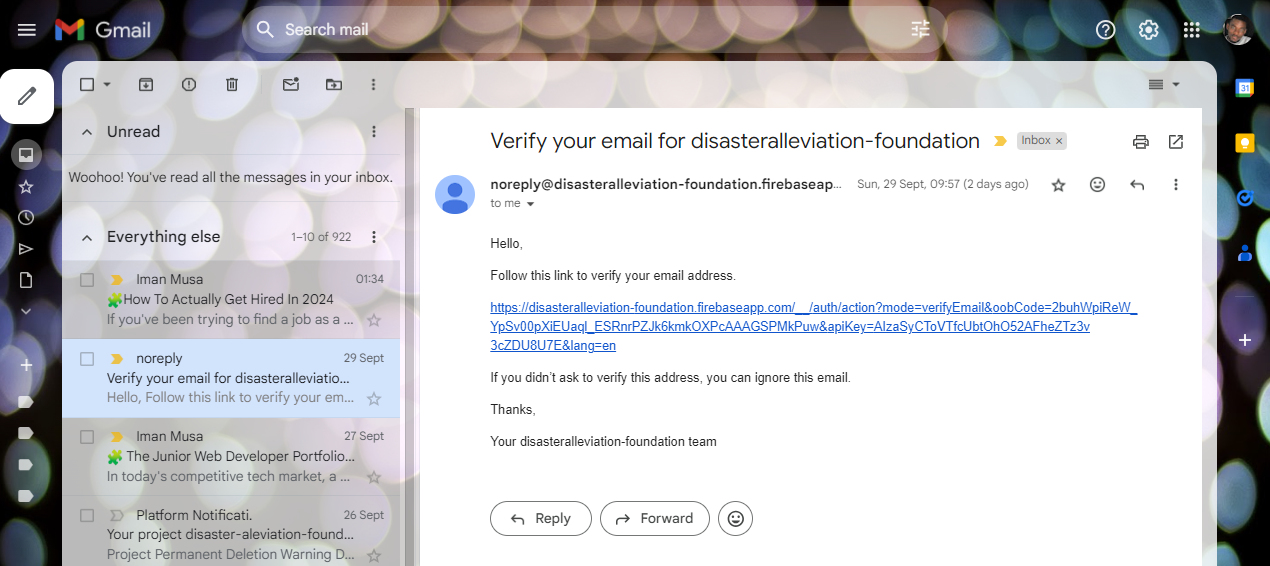 Gmail
Search mail
31
Unread
Woohoo! You've read all the messages in your inbox.
Everything else
1–10 of 922
Iman Musa
01:34
🧩How To Actually Get Hired In 2024
If you've been trying to find a job as a ...
noreply
29 Sept
Verify your email for disasteralleviatio...
Hello, Follow this link to verify your em...
Iman Musa
27 Sept
🧩 The Junior Web Developer Portfolio...
In today's competitive tech market, a ...
Platform Notificati.
26 Sept
Your project disaster-aleviation-found...
Project Permanent Deletion Warning D...
Verify your email for disasteralleviation-foundation
Inbox ×
noreply@disasteralleviation-foundation.firebaseap...
Sun, 29 Sept, 09:57 (2 days ago)
to me
Hello,
Follow this link to verify your email address.
https://disasteralleviation-foundation.firebaseapp.com/__/auth/action?mode=verifyEmail&oobCode=2buhWpiReW_
YpSv00pXiEUaqI_ESRnrPZJk6kmkOXPcAAAGSPMkPuw&apiKey=AIzaSyCToVTfcUbtOhO52AFheZTz3v
3cZDU8U7E&lang=en
If you didn't ask to verify this address, you can ignore this email.
Thanks,
Your disasteralleviation-foundation team
Reply
Forward